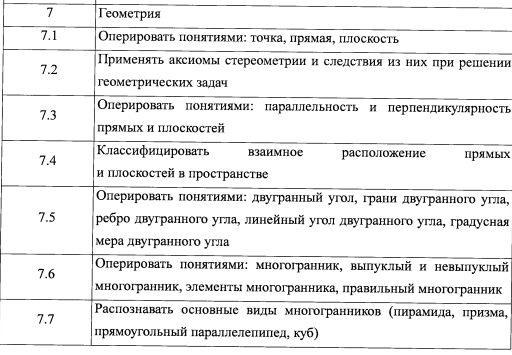 7 Геометрия
7.1 Оперировать понятиями: точка, прямая, плоскость
7.2 Применять аксиомы стереометрии и следствия из них при решении
геометрических задач
7.3 Оперировать понятиями: параллельность и перпендикулярность
прямых и плоскостей
7.4 Классифицировать взаимное расположение прямых
и плоскостей в пространстве
7.5 Оперировать понятиями: двугранный угол, грани двугранного угла,
ребро двугранного угла, линейный угол двугранного угла, градусная
мера двугранного угла
7.6 Оперировать понятиями: многогранник, выпуклый и невыпуклый
многогранник, элементы многогранника, правильный многогранник
7.7 Распознавать основные виды многогранников (пирамида, призма,
прямоугольный параллелепипед, куб)